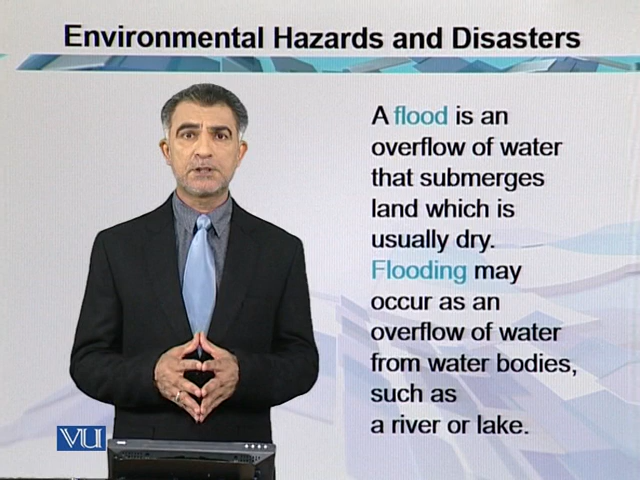 Environmental Hazards and Disasters
A flood is an
overflow of water
that submerges
land which is
usually dry.
Flooding may
occur as an
overflow of water
from water bodies,
such as
a river or lake.
VU